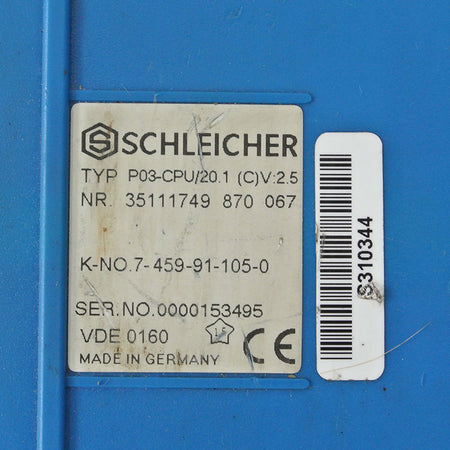 SCHLEICHER
TYP P03-CPU/20.1 (C)V:2.5
NR. 35111749 870 067
K-NO.7-459-91-105-0
SER.NO.0000153495
VDE 0160
CE
MADE IN GERMANY
S310344